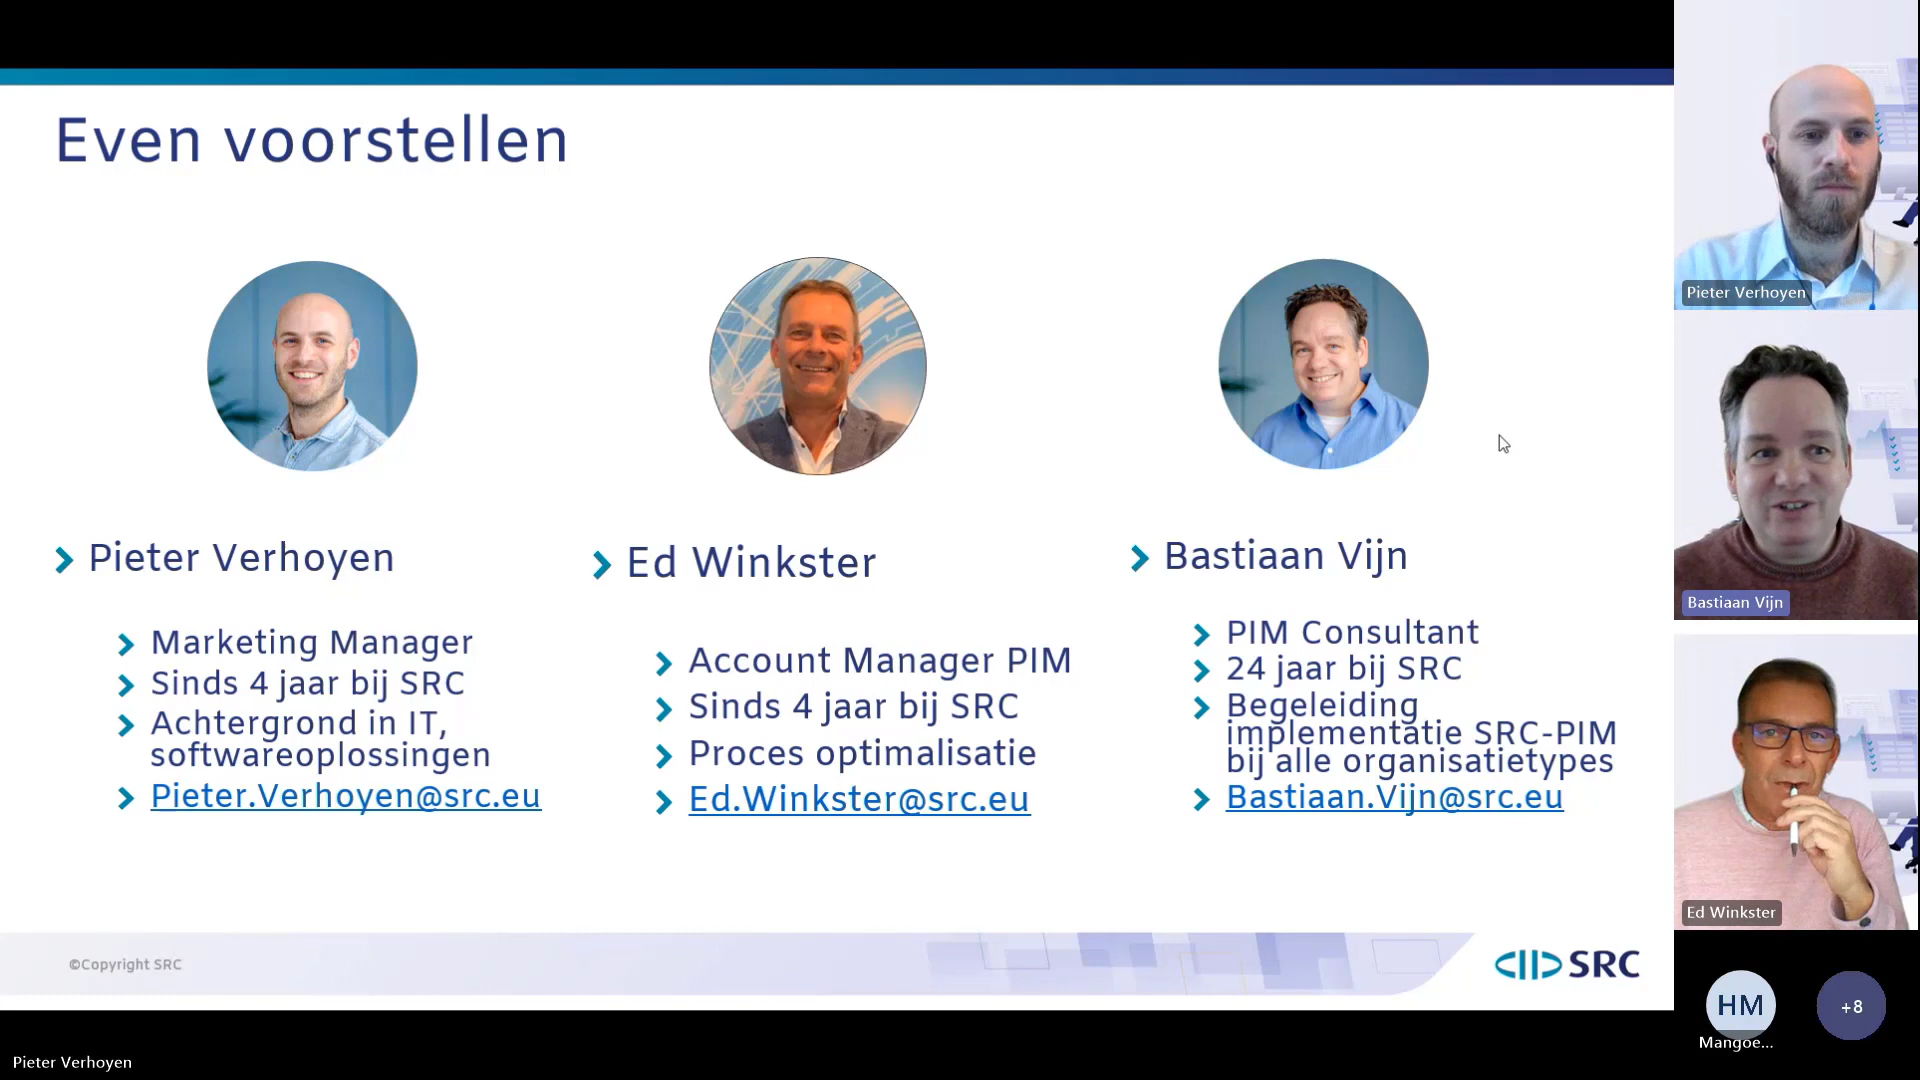 Even voorstellen
Pieter Verhoyen
Marketing Manager
Sinds 4 jaar bij SRC
Achtergrond in IT,
softwareoplossingen
Pieter.Verhoyen@src.eu
Ed Winkster
Account Manager PIM
Sinds 4 jaar bij SRC
Proces optimalisatie
Ed.Winkster@src.eu
Bastiaan Vijn
PIM Consultant
24 jaar bij SRC
Begeleiding
implementatie SRC-PIM
bij alle organisatietypes
Bastiaan.Vijn@src.eu
©Copyright SRC
SRC
Pieter Verhoyen
Bastiaan Vijn
Ed Winkster
HM
Mangoe...
+8
Pieter Verhoyen